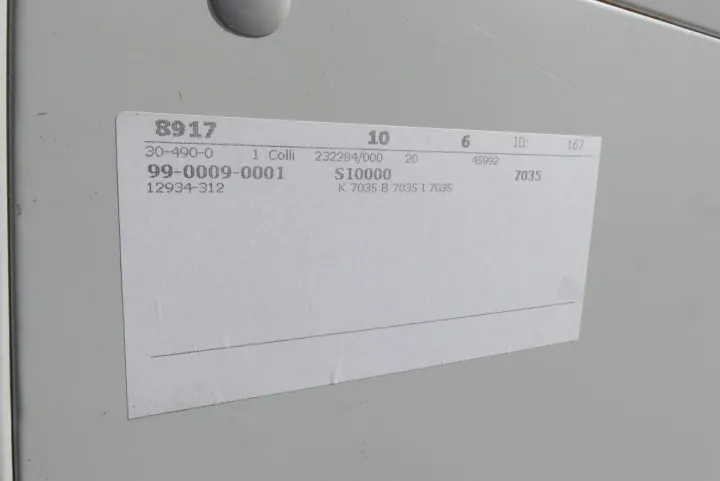 8917 10 6 ID: 167
30-490-0 1 Colli 232284/000 20 45992
99-0009-0001 S10000 7035
12934-312 K 7035 B 7035 I 7035